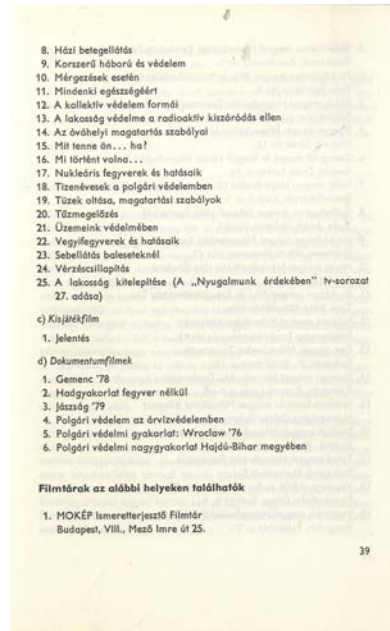 8. Házi betegellátás
9. Korszerű háború és védelem
10. Mérgezések esetén
11. Mindenki egészségéért
12. A kollektív védelem formái
13. A lakosság védelme a radioaktív kiszóródás ellen
14. Az óvóhelyi magatartás szabályai
15. Mit tenne ön... ha?
16. Mi történt volna...
17. Nukleáris fegyverek és hatásaik
18. Tizenévesek a polgári védelemben
19. Tüzek oltása, magatartási szabályok
20. Tűzmegelőzés
21. Üzemeink védelmében
22. Vegyifegyverek és hatásaik
23. Sebellátás baleseteknél
24. Vérzéscsillapítás
25. A lakosság kitelepítése (A „Nyugalmunk érdekében" tv-sorozat
27. adása)
c) Kisjátékfilm
1. Jelentés
d) Dokumentumfilmek
1. Gemenc '78
2. Hadgyakorlat fegyver nélkül
3. Jászság '79
4. Polgári védelem az árvízvédelemben
5. Polgári védelmi gyakorlat: Wroclaw '76
6. Polgári védelmi nagygyakorlat Hajdú-Bihar megyében
Filmtárak az alábbi helyeken találhatók
1. MOKÉP Ismeretterjesztő Filmtár
Budapest, VIII., Mező Imre út 25.
39